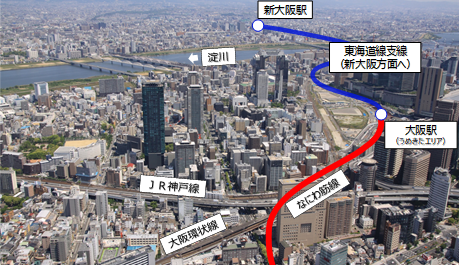 新大阪駅
淀川
東海道線支線
(新大阪方面へ)
大阪駅
(うめきたエリア)
JR神戸線
なにわ筋線
大阪環状線